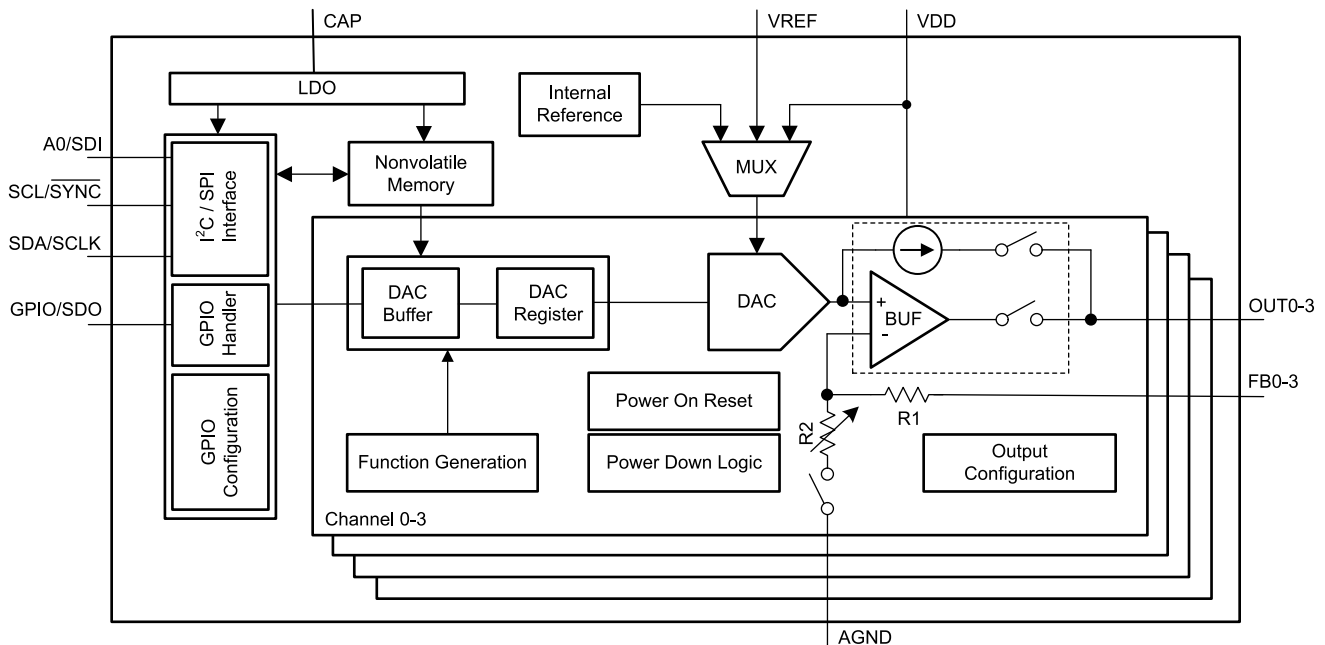 CAP
VREF
VDD
LDO
Internal
Reference
A0/SDI
SCL/SYNC
SDA/SCLK
GPIO/SDO
I²C / SPI
Interface
GPIO
Handler
GPIO
Configuration
Nonvolatile
Memory
MUX
DAC
Buffer
DAC
Register
DAC
+
BUF
-
OUT0-3
FB0-3
R1
R2
Power On Reset
Function Generation
Power Down Logic
Output
Configuration
Channel 0-3
AGND